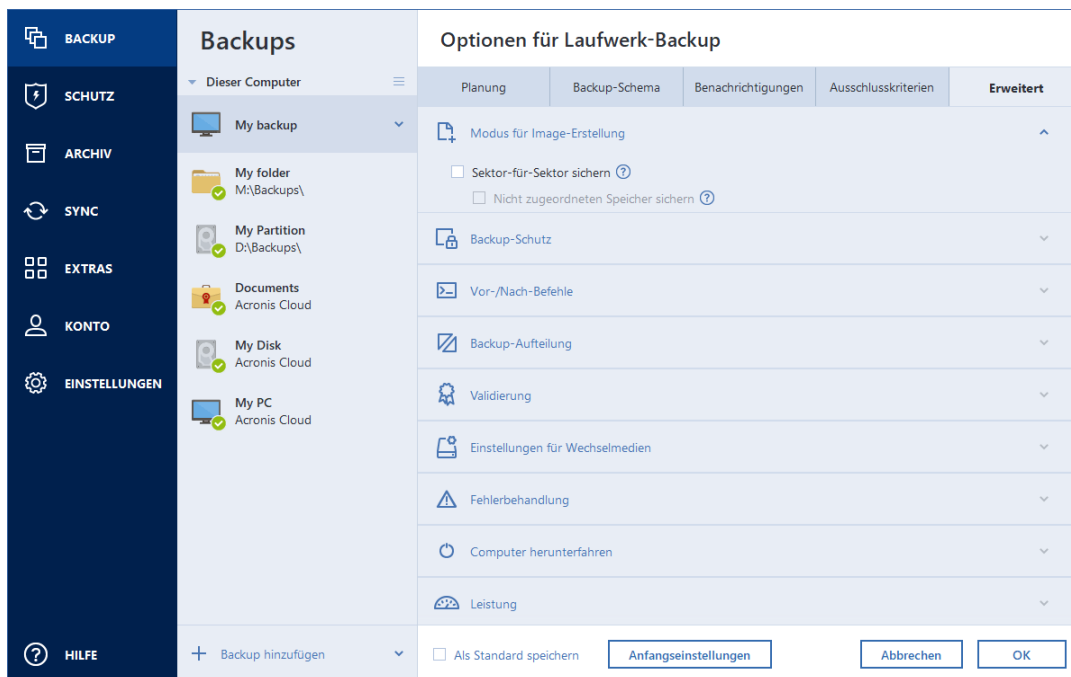 BACKUP
SCHUTZ
ARCHIV
SYNC
EXTRAS
KONTO
EINSTELLUNGEN
? HILFE
Backups
Dieser Computer
My backup
My folder
M:\Backups\
My Partition
D:\Backups\
Documents
Acronis Cloud
My Disk
Acronis Cloud
My PC
Acronis Cloud
Backup hinzufügen
Optionen für Laufwerk-Backup
Planung
Backup-Schema
Benachrichtigungen
Ausschlusskriterien
Erweitert
Modus für Image-Erstellung
Sektor-für-Sektor sichern ?
Nicht zugeordneten Speicher sichern ?
Backup-Schutz
Vor-/Nach-Befehle
Backup-Aufteilung
Validierung
Einstellungen für Wechselmedien
Fehlerbehandlung
Computer herunterfahren
Leistung
Als Standard speichern
Anfangseinstellungen
Abbrechen
OK